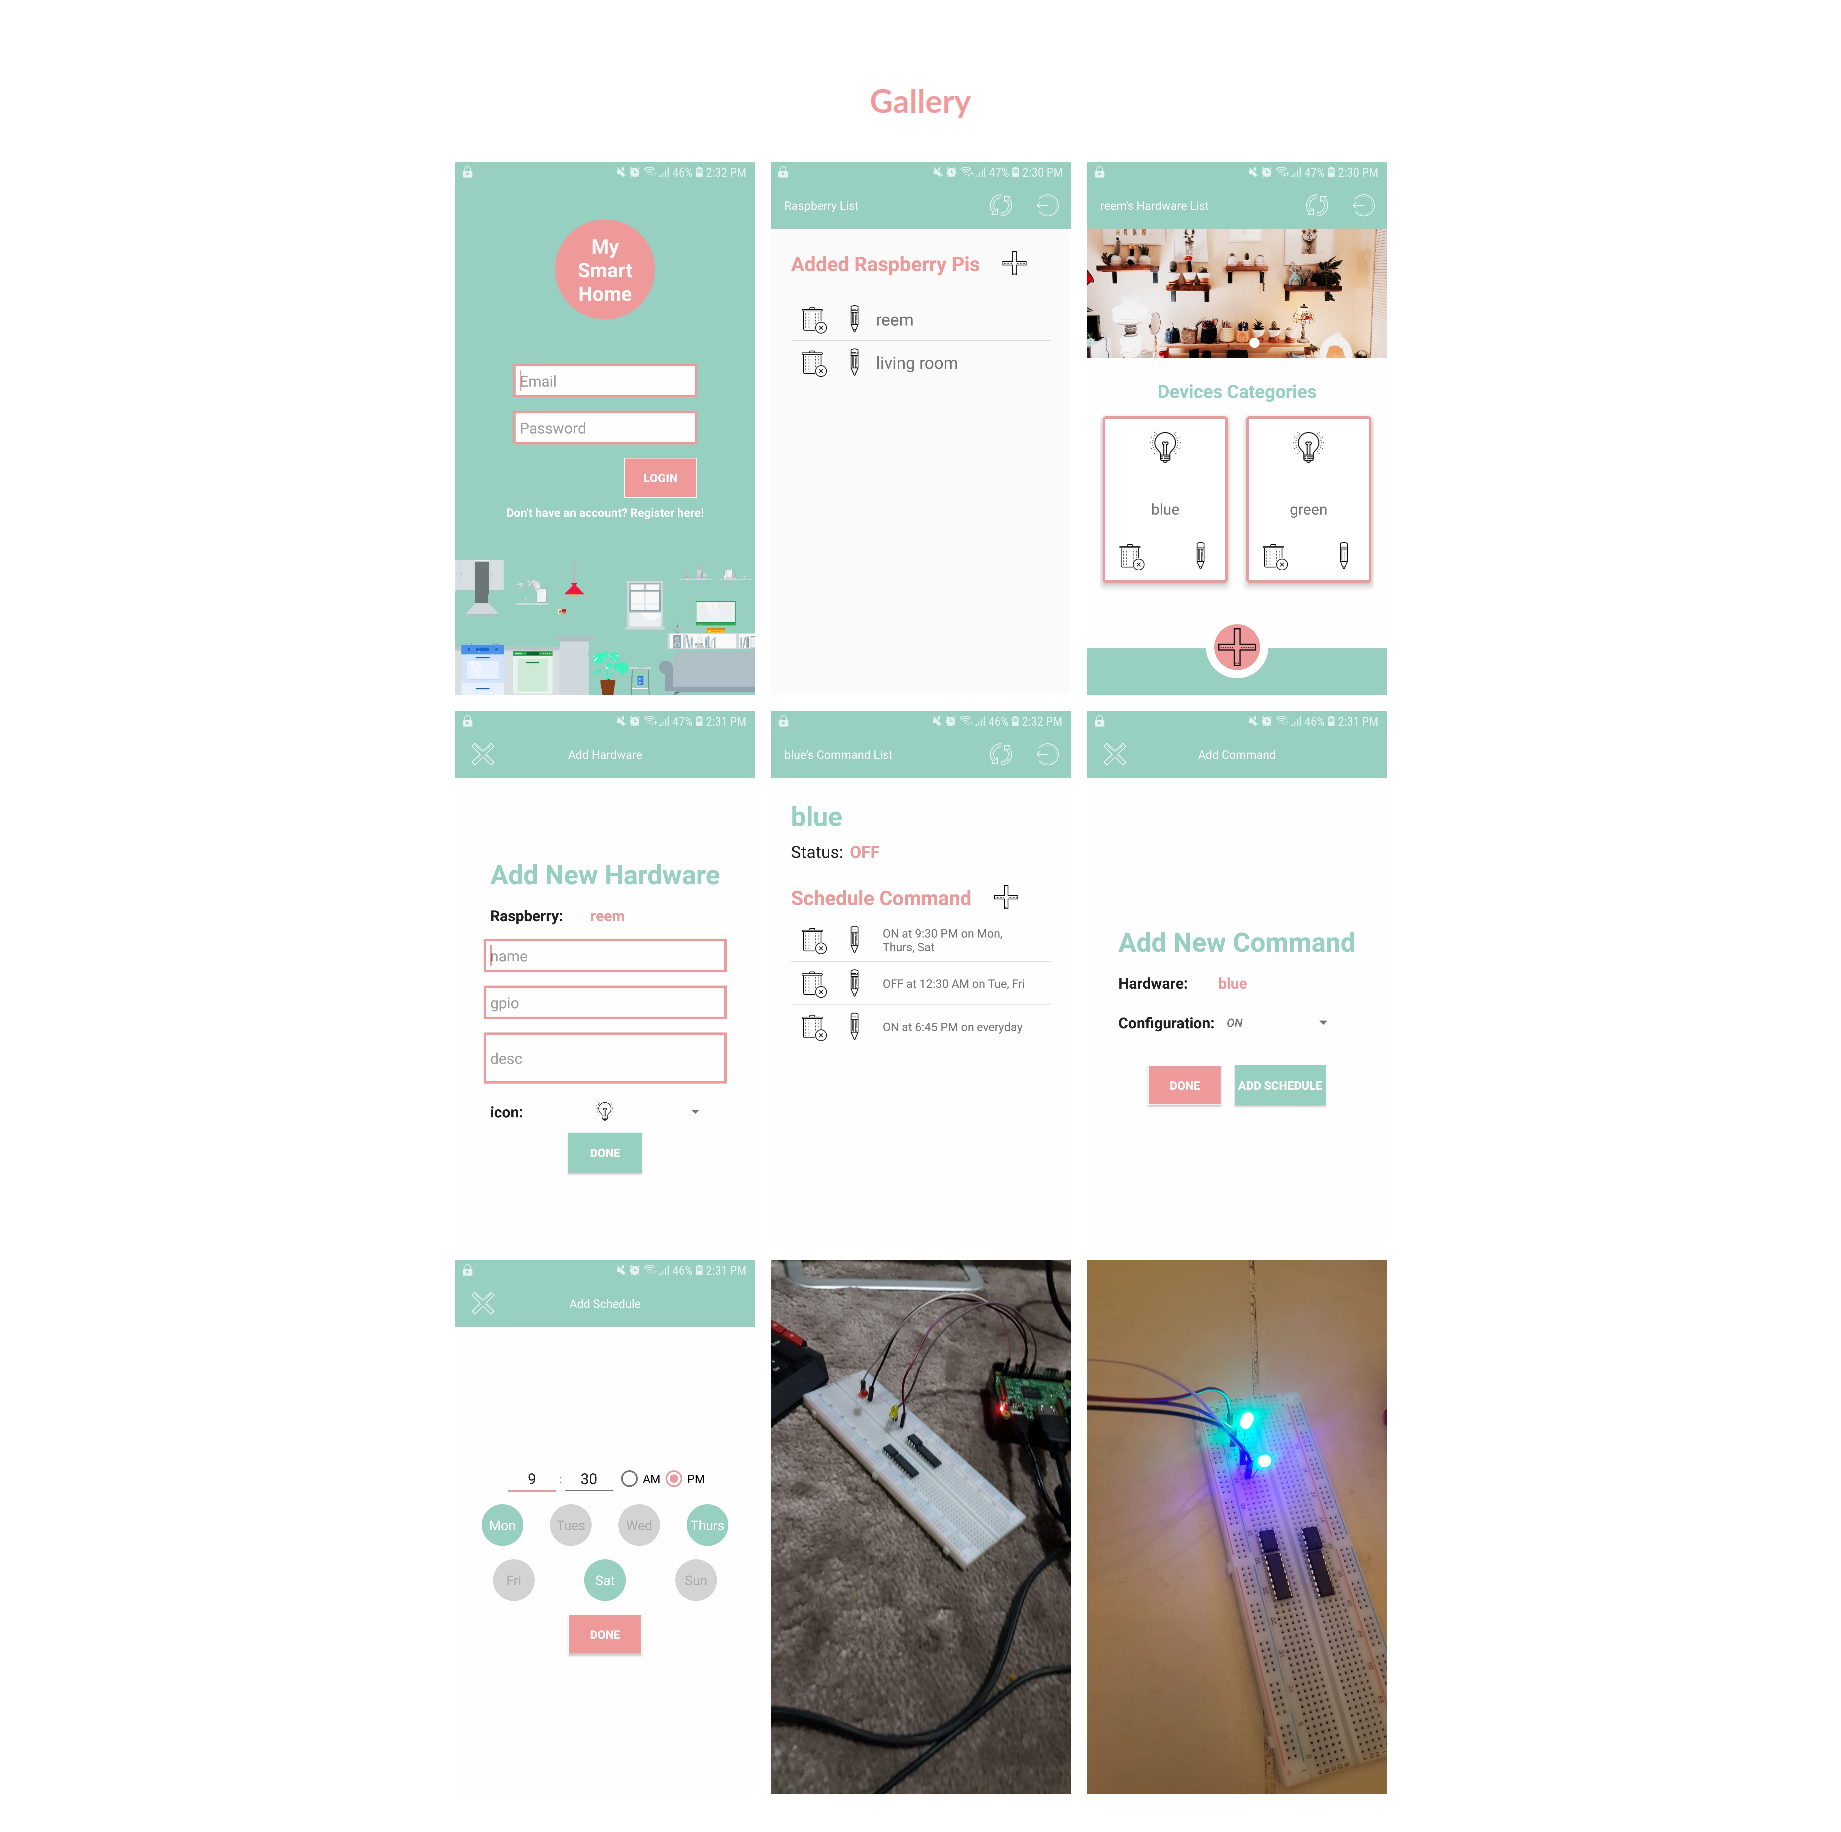 Gallery
46% 2:32 PM
My
Smart
Home
Email
Password
LOGIN
Don't have an account? Register here!
47% 2:30 PM
Raspberry List
Added Raspberry Pis
reem
living room
47% 2:30 PM
reem's Hardware List
Devices Categories
blue
green
47% 2:31 PM
Add Hardware
Add New Hardware
Raspberry: reem
name
gpio
desc
icon:
DONE
46% 2:32 PM
blue's Command List
blue
Status: OFF
Schedule Command
ON at 9:30 PM on Mon,
Thurs, Sat
OFF at 12:30 AM on Tue, Fri
ON at 6:45 PM on everyday
46% 2:31 PM
Add Command
Add New Command
Hardware: blue
Configuration: ON
DONE ADD SCHEDULE
46% 2:31 PM
Add Schedule
9 : 30 AM PM
Mon Tues Wed Thurs
Fri Sat Sun
DONE